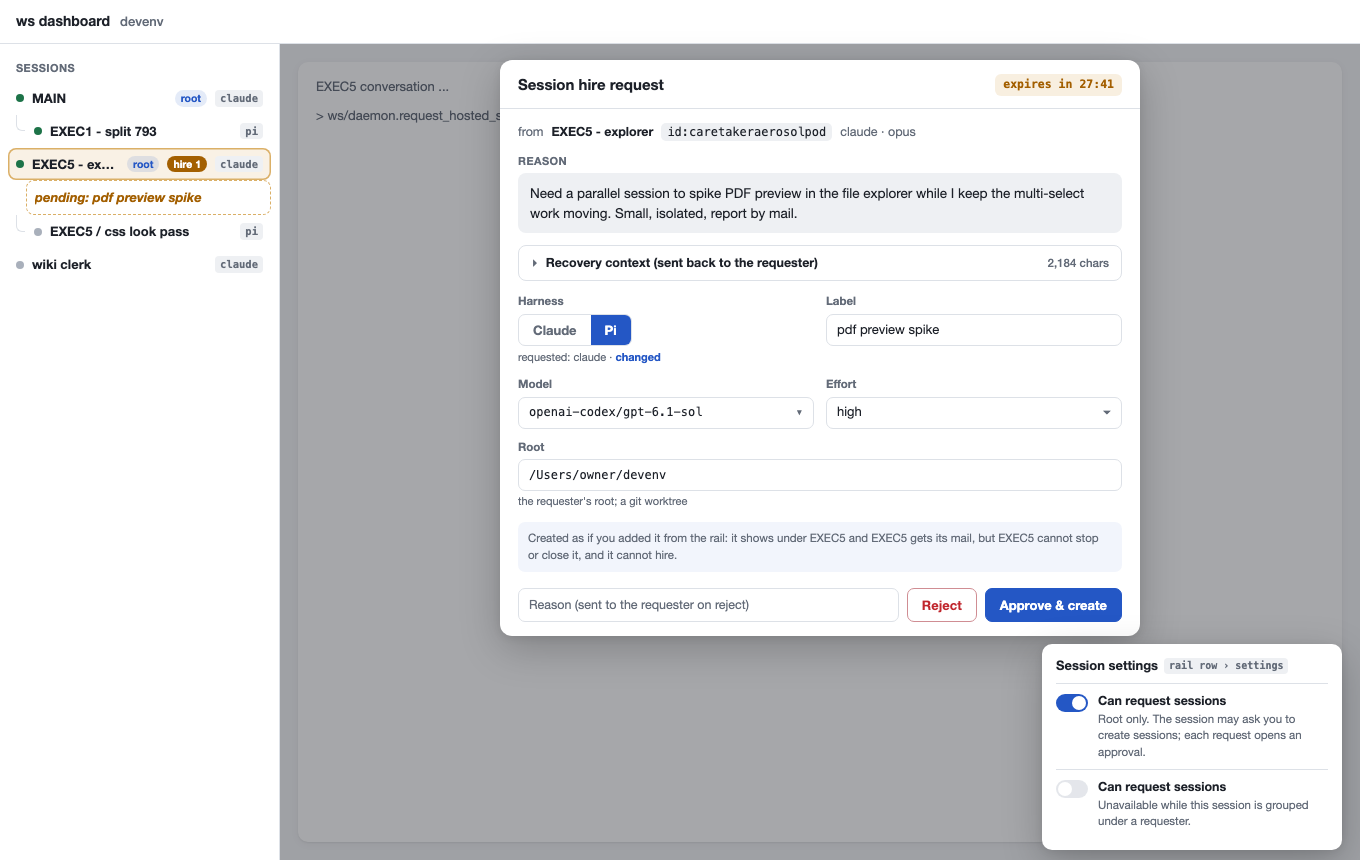 ws dashboard devenv
SESSIONS
MAIN root claude
EXEC1 - split 793 pi
EXEC5 - ex... root hire 1 claude
pending: pdf preview spike
EXEC5 / css look pass pi
wiki clerk claude
EXEC5 conversation ...
> ws/daemon.request_hosted_s
Session hire request expires in 27:41
from EXEC5 - explorer id:caretakeraerosolpod claude · opus
REASON
Need a parallel session to spike PDF preview in the file explorer while I keep the multi-select
work moving. Small, isolated, report by mail.
Recovery context (sent back to the requester) 2,184 chars
Harness Label
Claude Pi pdf preview spike
requested: claude · changed
Model Effort
openai-codex/gpt-6.1-sol high
Root
/Users/owner/devenv
the requester's root; a git worktree
Created as if you added it from the rail: it shows under EXEC5 and EXEC5 gets its mail, but EXEC5 cannot stop
or close it, and it cannot hire.
Reason (sent to the requester on reject) Reject Approve & create
Session settings rail row › settings
Can request sessions
Root only. The session may ask you to
create sessions; each request opens an
approval.
Can request sessions
Unavailable while this session is grouped
under a requester.